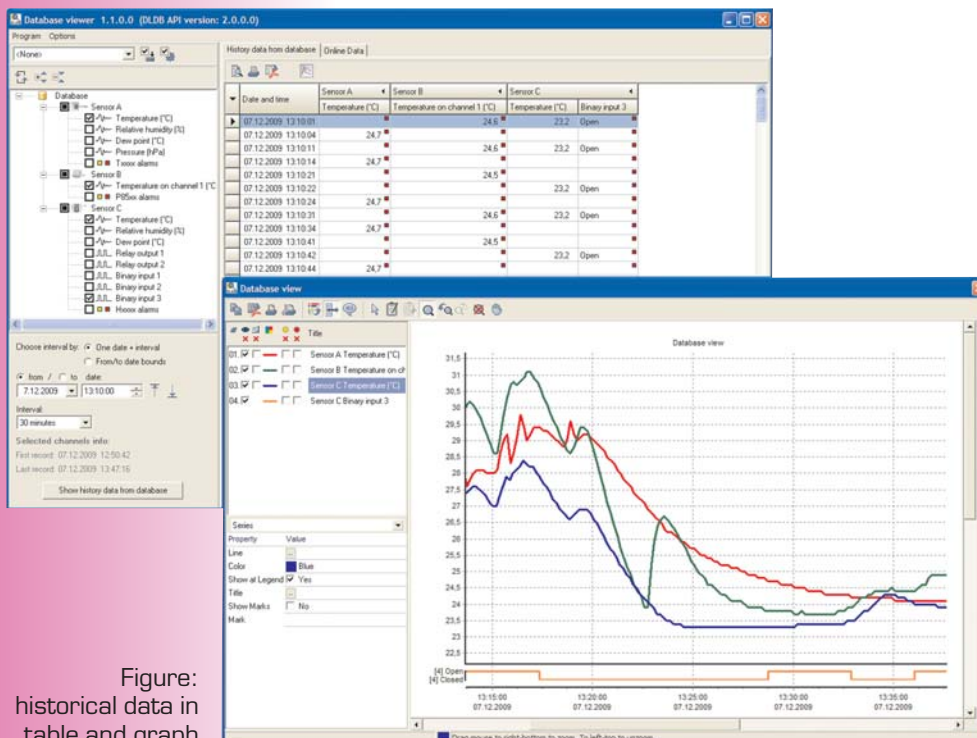 Database viewer 1.1.0.0 (DLDB API version: 2.0.0.0)
Program Options
(None)
Database
Sensor A
Temperature (°C)
Relative humidity (%)
Dew point (°C)
Pressure (hPa)
Txxxx alarms
Sensor B
Temperature on channel 1 (°C
P85xx alarms
Sensor C
Temperature (°C)
Relative humidity (%)
Dew point (°C)
Relay output 1
Relay output 2
Binary input 1
Binary input 2
Binary input 3
Hxxxx alarms
Choose interval by: One date + interval
From/to date bounds
from / to date:
7.12.2009 13:10:00
Interval:
30 minutes
Selected channels info:
First record: 07.12.2009 12:50:42
Last record: 07.12.2009 13:47:16
Show history data from database
History data from database Online Data
Date and time Sensor A Sensor B Sensor C
Temperature (°C) Temperature on channel 1 (°C) Temperature (°C) Binary input 3
07.12.2009 13:10:01 24,6 23,2 Open
07.12.2009 13:10:04 24,7
07.12.2009 13:10:11 24,6 23,2 Open
07.12.2009 13:10:14 24,7
07.12.2009 13:10:21 24,5
07.12.2009 13:10:22 23,2 Open
07.12.2009 13:10:24 24,7
07.12.2009 13:10:31 24,6 23,2 Open
07.12.2009 13:10:34 24,7
07.12.2009 13:10:41 24,5
07.12.2009 13:10:42 23,2 Open
07.12.2009 13:10:44 24,7
Database view
Title
01. Sensor A Temperature (°C)
02. Sensor B Temperature on ch
03. Sensor C Temperature (°C)
04. Sensor C Binary input 3
Series
Property Value
Line
Color Blue
Show at Legend Yes
Title
Show Marks No
Mark
Database view
31,5
31
30,5
30
29,5
29
28,5
28
27,5
27
26,5
26
25,5
25
24,5
24
23,5
23
22,5
[4] Open
[4] Closed
13:15:00 13:20:00 13:25:00 13:30:00 13:35:00
07.12.2009 07.12.2009 07.12.2009 07.12.2009 07.12.2009
Drag mouse to right-bottom to zoom. To left-top to unzoom.
Figure:
historical data in
table and graph